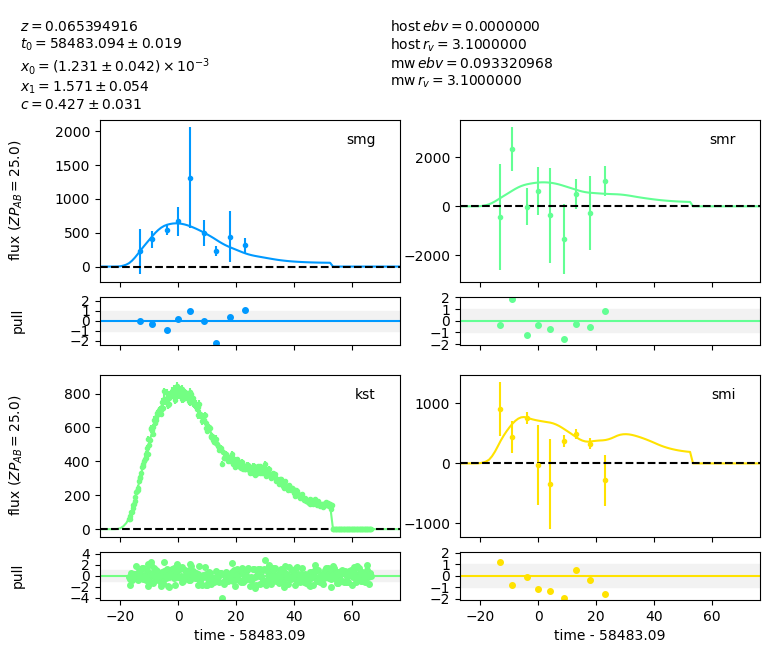 z = 0.065394916
t₀ = 58483.094 ± 0.019
x₀ = (1.231 ± 0.042) × 10⁻³
x₁ = 1.571 ± 0.054
c = 0.427 ± 0.031
host ebv = 0.0000000
host r_v = 3.1000000
mw ebv = 0.093320968
mw r_v = 3.1000000
smg
flux (ZP_AB = 25.0)
2000
1500
1000
500
0
smr
2000
0
−2000
pull
2
1
0
−1
−2
2
1
0
−1
−2
kst
flux (ZP_AB = 25.0)
800
600
400
200
0
smi
1000
0
−1000
pull
4
2
0
−2
−4
2
1
0
−1
−2
−20 0 20 40 60
time - 58483.09
−20 0 20 40 60
time - 58483.09